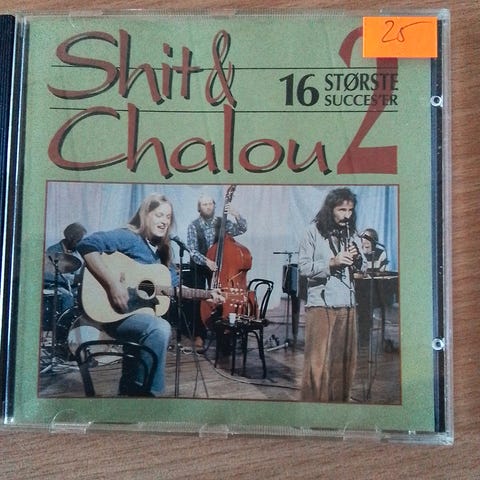 Shit &
Chalou 2
16 STØRSTE
SUCCES'ER
25